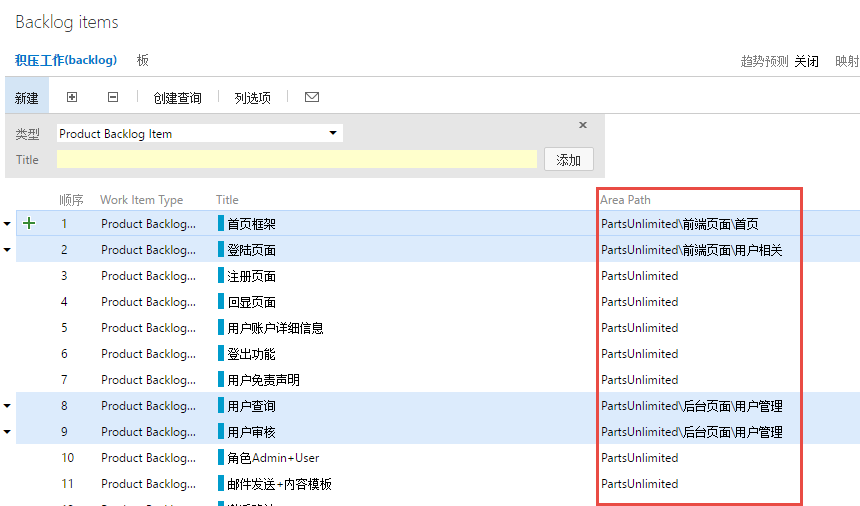 Backlog items
积压工作(backlog) 板 趋势预测 关闭 映射
新建 创建查询 列选项
类型 Product Backlog Item
Title 添加
顺序 Work Item Type Title Area Path
1 Product Backlog... 首页框架 PartsUnlimited\前端页面\首页
2 Product Backlog... 登陆页面 PartsUnlimited\前端页面\用户相关
3 Product Backlog... 注册页面 PartsUnlimited
4 Product Backlog... 回显页面 PartsUnlimited
5 Product Backlog... 用户账户详细信息 PartsUnlimited
6 Product Backlog... 登出功能 PartsUnlimited
7 Product Backlog... 用户免责声明 PartsUnlimited
8 Product Backlog... 用户查询 PartsUnlimited\后台页面\用户管理
9 Product Backlog... 用户审核 PartsUnlimited\后台页面\用户管理
10 Product Backlog... 角色Admin+User PartsUnlimited
11 Product Backlog... 邮件发送+内容模板 PartsUnlimited